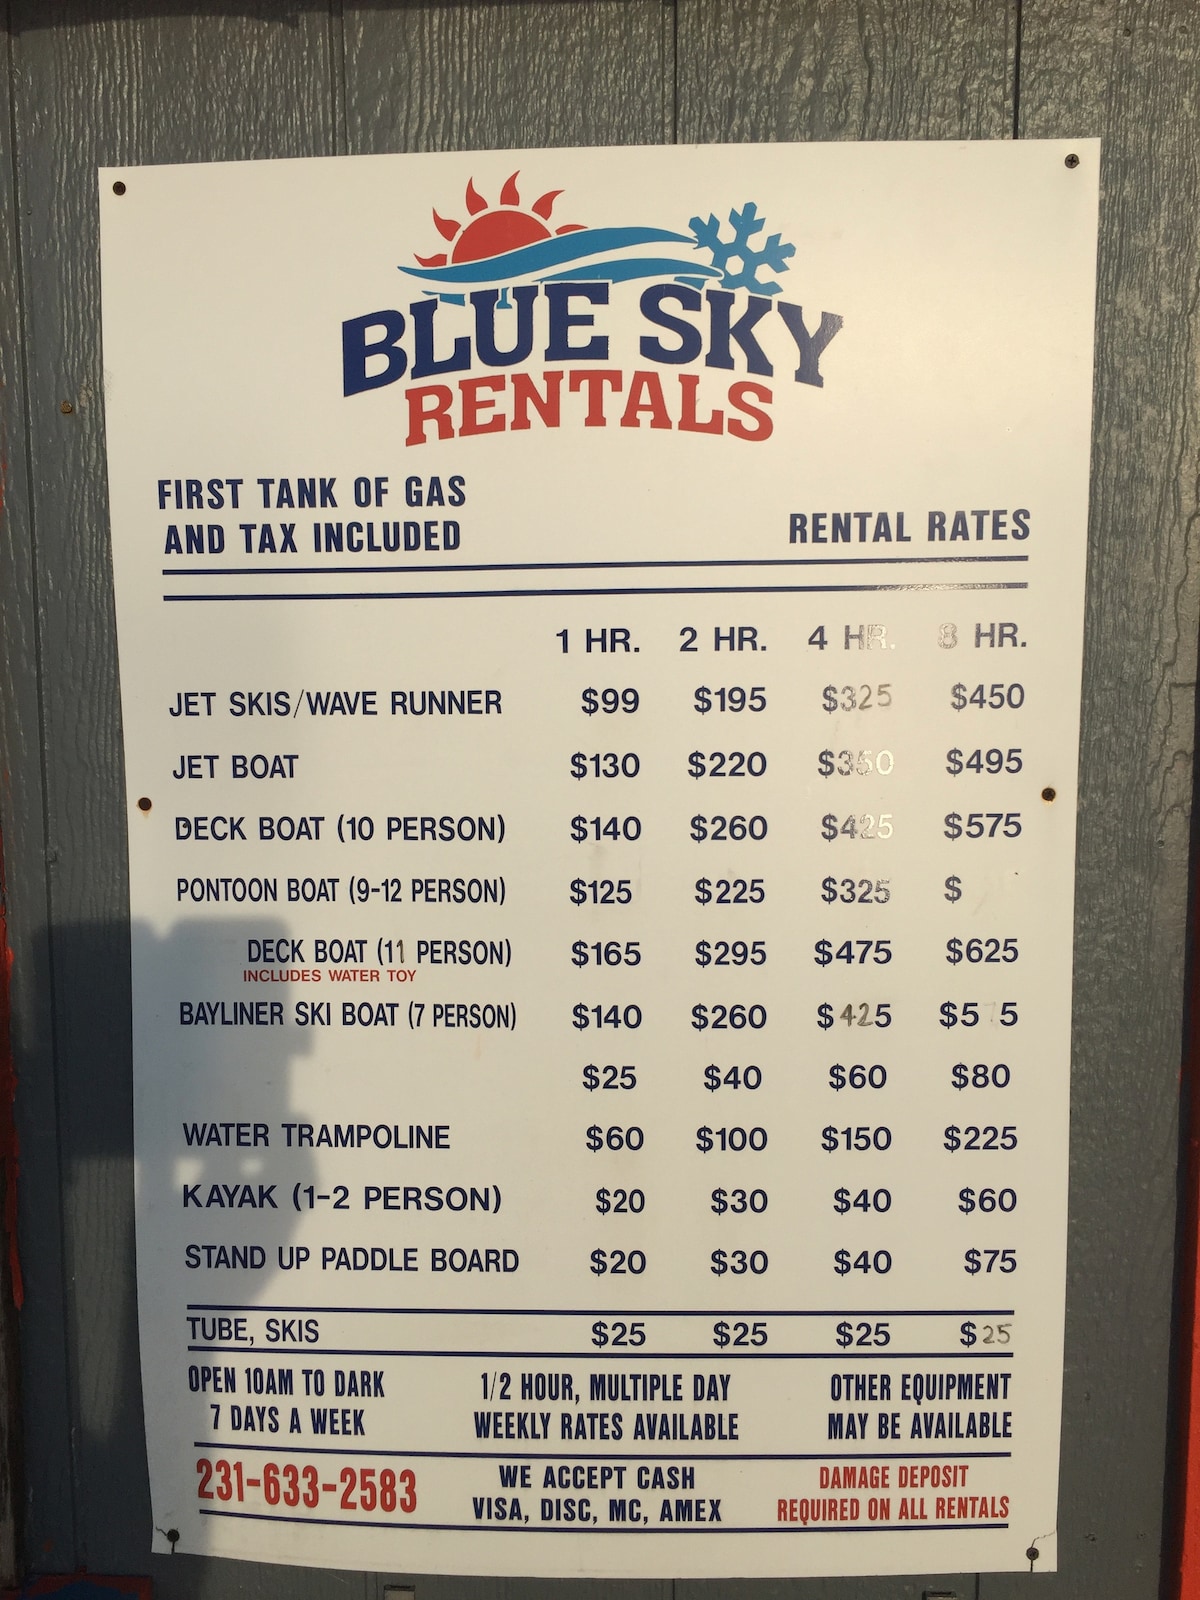 BLUE SKY
RENTALS
FIRST TANK OF GAS
AND TAX INCLUDED
RENTAL RATES
1 HR. 2 HR. 4 HR. 8 HR.
JET SKIS/WAVE RUNNER $99 $195 $325 $450
JET BOAT $130 $220 $350 $495
DECK BOAT (10 PERSON) $140 $260 $425 $575
PONTOON BOAT (9-12 PERSON) $125 $225 $325 $
DECK BOAT (11 PERSON) $165 $295 $475 $625
INCLUDES WATER TOY
BAYLINER SKI BOAT (7 PERSON) $140 $260 $425 $5 5
$25 $40 $60 $80
WATER TRAMPOLINE $60 $100 $150 $225
KAYAK (1-2 PERSON) $20 $30 $40 $60
STAND UP PADDLE BOARD $20 $30 $40 $75
TUBE, SKIS $25 $25 $25 $25
OPEN 10AM TO DARK
7 DAYS A WEEK
1/2 HOUR, MULTIPLE DAY
WEEKLY RATES AVAILABLE
OTHER EQUIPMENT
MAY BE AVAILABLE
231-633-2583
WE ACCEPT CASH
VISA, DISC, MC, AMEX
DAMAGE DEPOSIT
REQUIRED ON ALL RENTALS